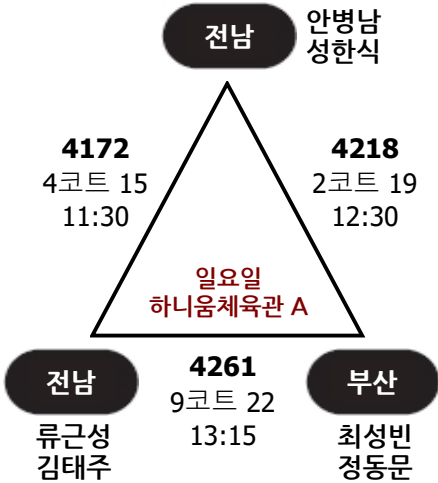 전남
안병남
성한식
4172
4코트 15
11:30
4218
2코트 19
12:30
일요일
하니움체육관 A
전남
류근성
김태주
4261
9코트 22
13:15
부산
최성빈
정동문